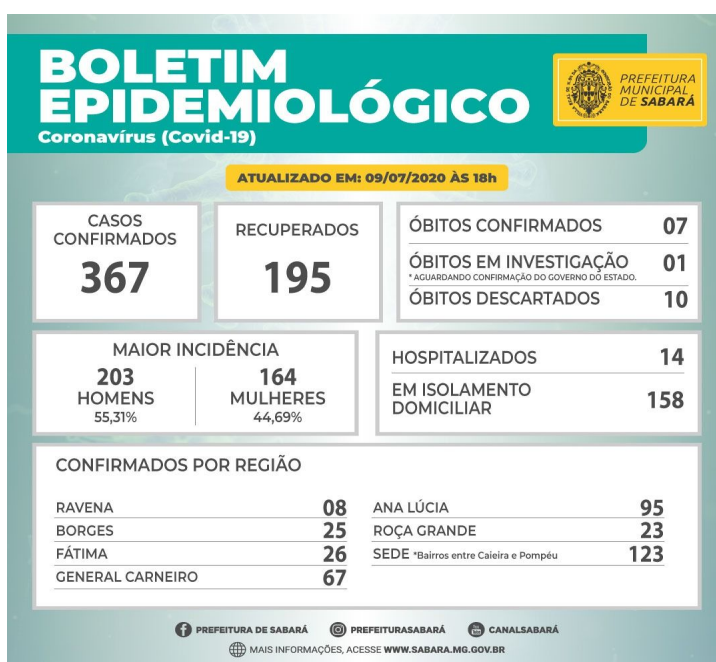 BOLETIM
EPIDEMIOLÓGICO
Coronavírus (Covid-19)
PREFEITURA
MUNICIPAL
DE SABARÁ
ATUALIZADO EM: 09/07/2020 ÀS 18h
CASOS
CONFIRMADOS
367
RECUPERADOS
195
ÓBITOS CONFIRMADOS 07
ÓBITOS EM INVESTIGAÇÃO 01
* AGUARDANDO CONFIRMAÇÃO DO GOVERNO DO ESTADO.
ÓBITOS DESCARTADOS 10
MAIOR INCIDÊNCIA
203
HOMENS
55,31%
164
MULHERES
44,69%
HOSPITALIZADOS 14
EM ISOLAMENTO
DOMICILIAR 158
CONFIRMADOS POR REGIÃO
RAVENA 08
BORGES 25
FÁTIMA 26
GENERAL CARNEIRO 67
ANA LÚCIA 95
ROÇA GRANDE 23
SEDE *Bairros entre Caieira e Pompéu 123
PREFEITURA DE SABARÁ PREFEITURASABARÁ CANALSABARÁ
MAIS INFORMAÇÕES, ACESSE WWW.SABARA.MG.GOV.BR